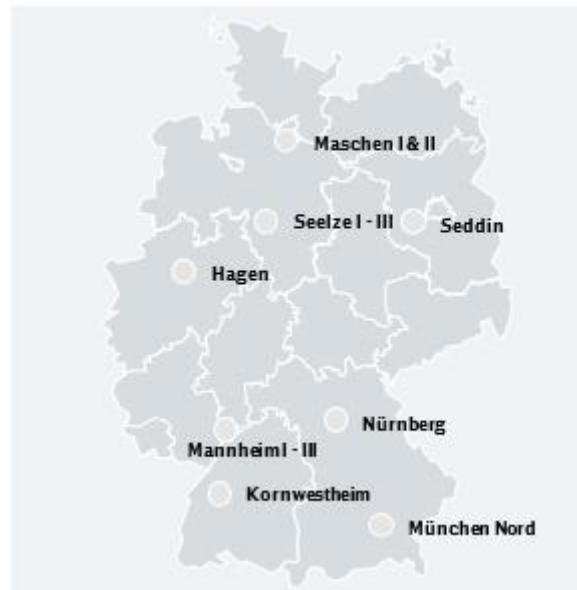 Maschen I & II
Seelze I - III
Seddin
Hagen
Nürnberg
Mannheim I - III
Kornwestheim
München Nord